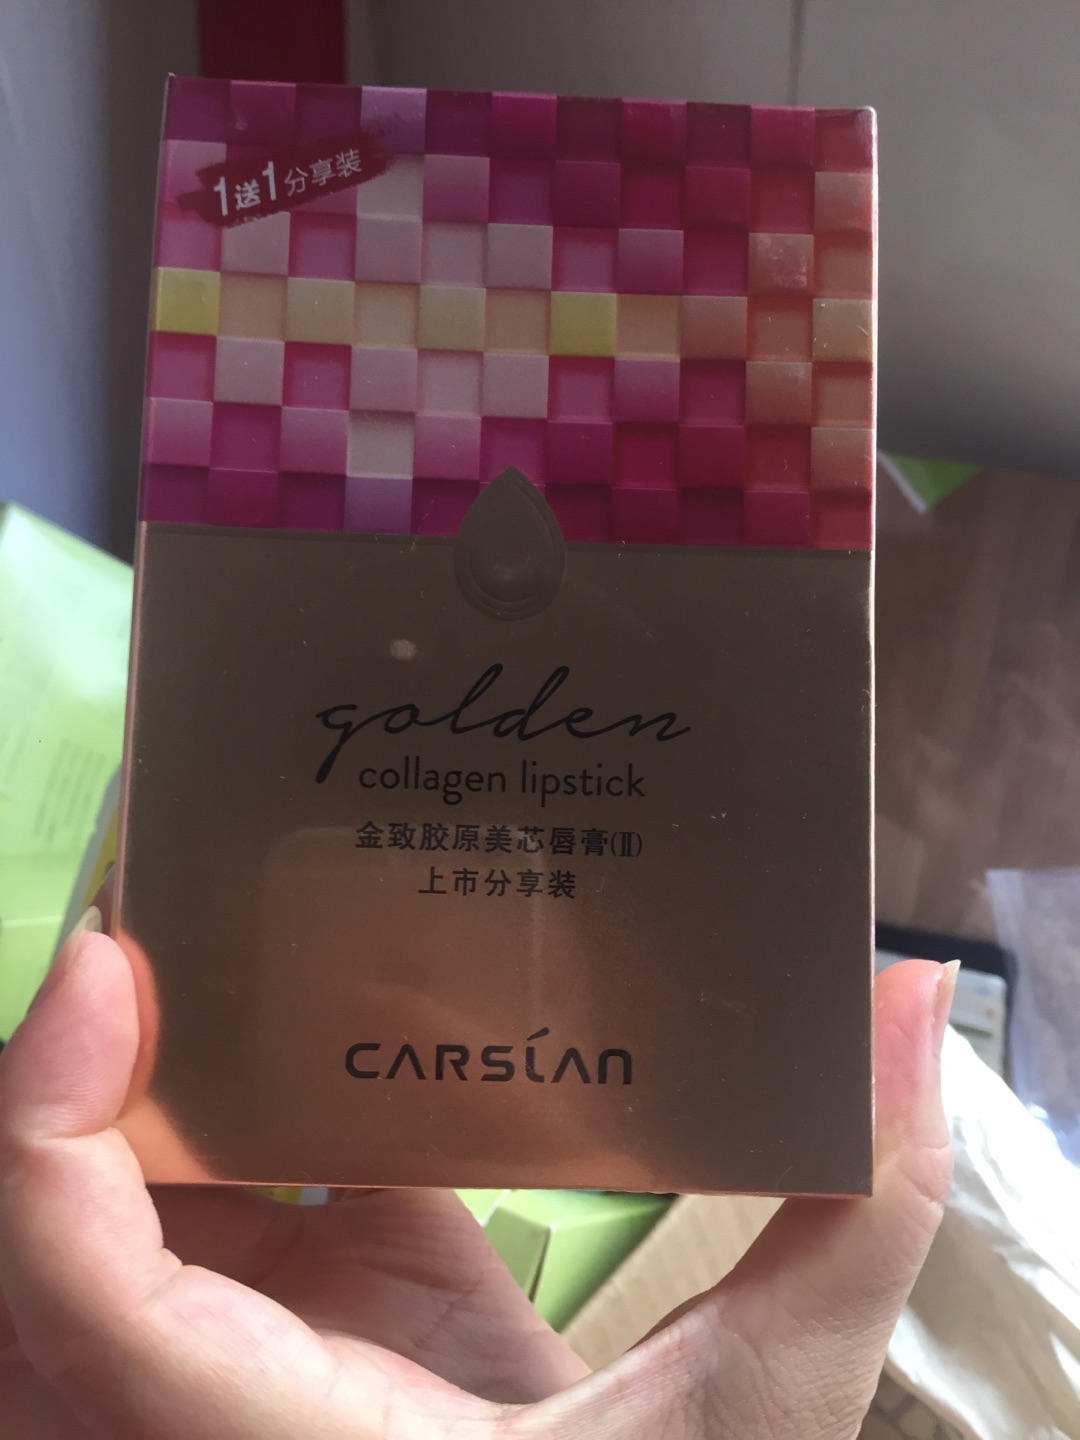 1送1分享装
golden
collagen lipstick
金致胶原美芯唇膏(Ⅱ)
上市分享装
CARSLAN